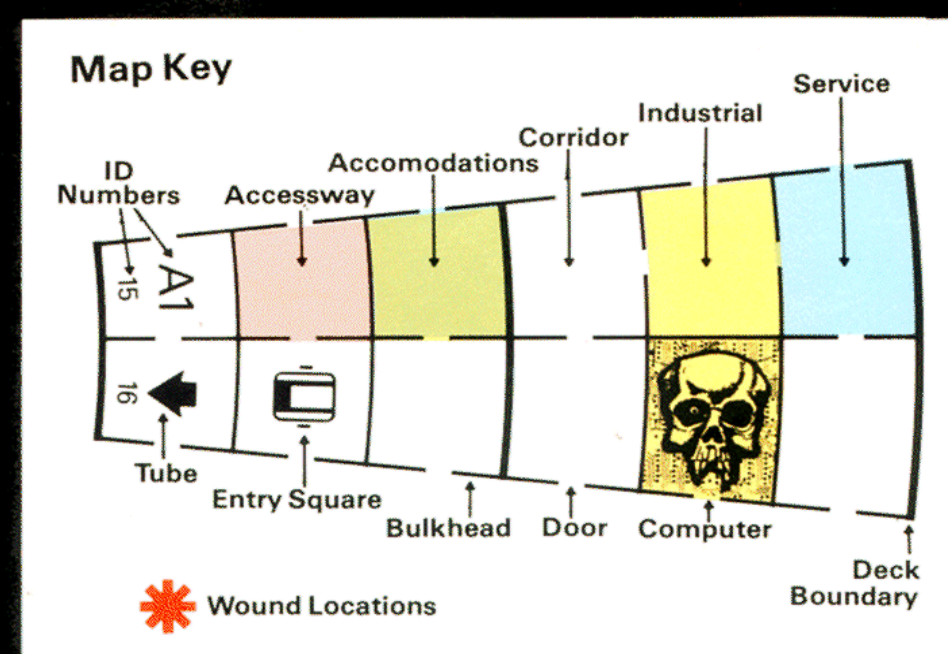 Map Key
Service
Industrial
Corridor
Accomodations
ID
Numbers
Accessway
15
A1
16
Tube
Entry Square
Bulkhead
Door
Computer
Deck
Boundary
Wound Locations